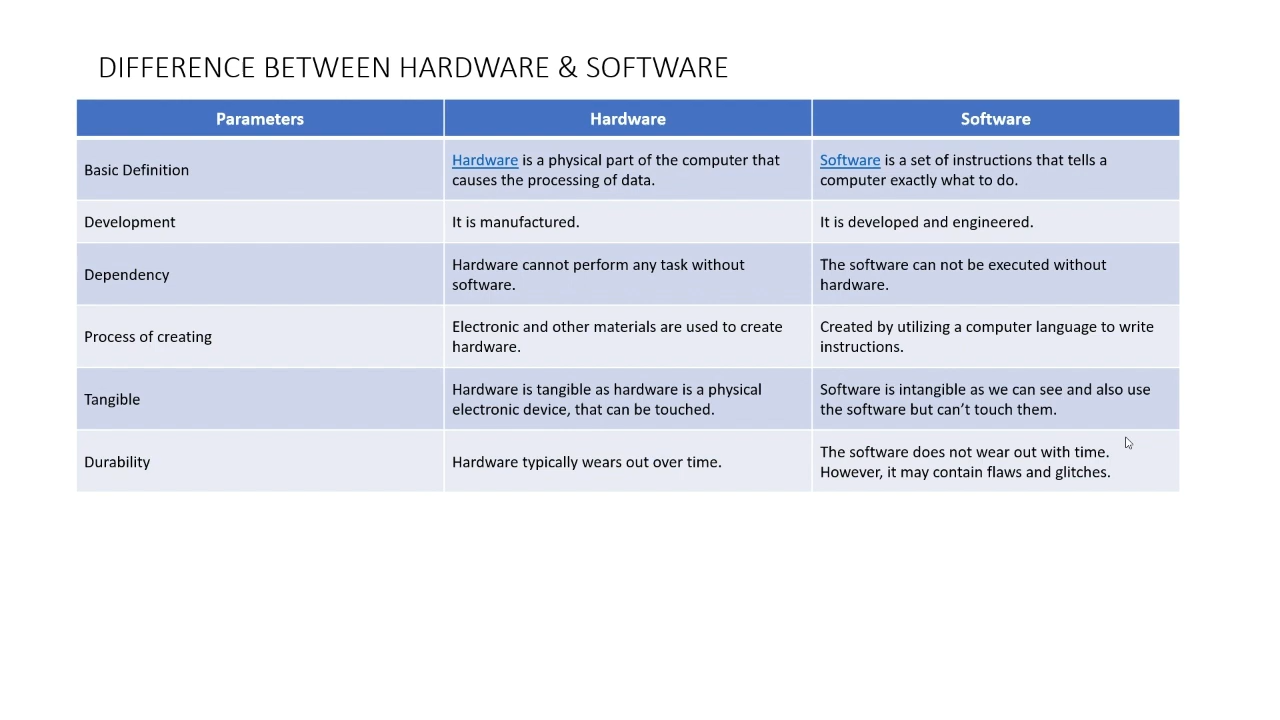 DIFFERENCE BETWEEN HARDWARE & SOFTWARE
Parameters
Hardware
Software
Basic Definition
Hardware is a physical part of the computer that
causes the processing of data.
Software is a set of instructions that tells a
computer exactly what to do.
Development
It is manufactured.
It is developed and engineered.
Dependency
Hardware cannot perform any task without
software.
The software can not be executed without
hardware.
Process of creating
Electronic and other materials are used to create
hardware.
Created by utilizing a computer language to write
instructions.
Tangible
Hardware is tangible as hardware is a physical
electronic device, that can be touched.
Software is intangible as we can see and also use
the software but can’t touch them.
Durability
Hardware typically wears out over time.
The software does not wear out with time.
However, it may contain flaws and glitches.